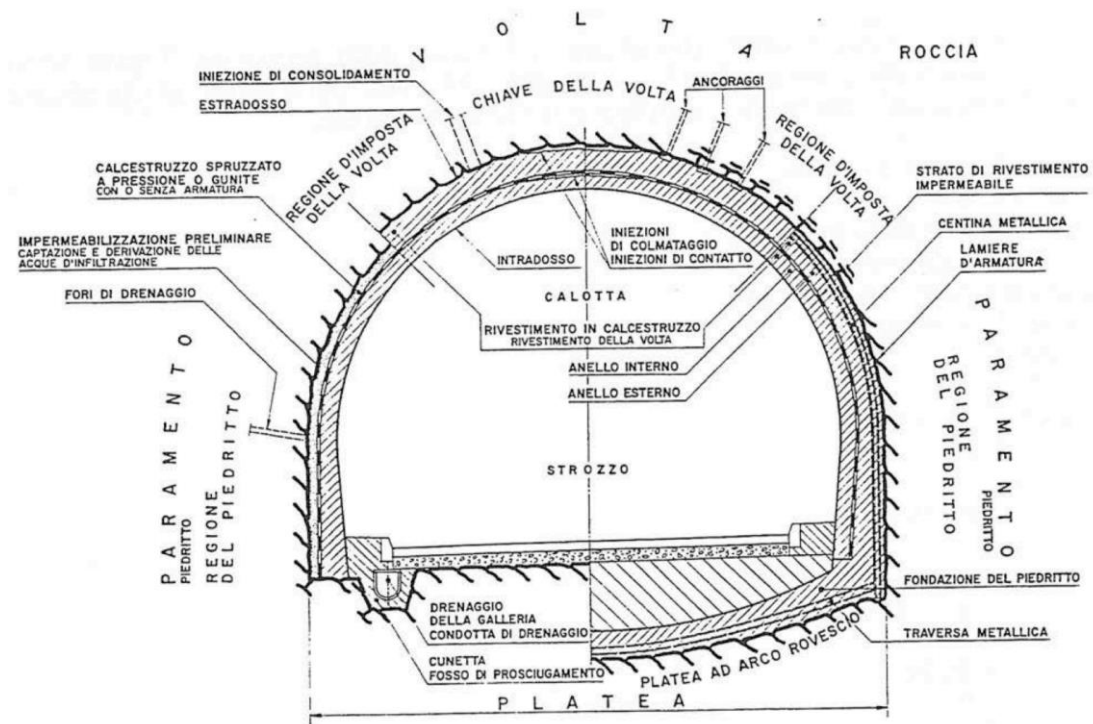 VOLTA
ROCCIA
INIEZIONE DI CONSOLIDAMENTO
ESTRADOSSO
CHIAVE DELLA VOLTA
ANCORAGGI
REGIONE D'IMPOSTA
DELLA VOLTA
REGIONE D'IMPOSTA
DELLA VOLTA
CALCESTRUZZO SPRUZZATO
A PRESSIONE O GUNITE
CON O SENZA ARMATURA
STRATO DI RIVESTIMENTO
IMPERMEABILE
CENTINA METALLICA
LAMIERE
D'ARMATURA
IMPERMEABILIZZAZIONE PRELIMINARE
CAPTAZIONE E DERIVAZIONE DELLE
ACQUE D'INFILTRAZIONE
FORI DI DRENAGGIO
INTRADOSSO
INIEZIONI
DI COLMATAGGIO
INIEZIONI DI CONTATTO
CALOTTA
RIVESTIMENTO IN CALCESTRUZZO
RIVESTIMENTO DELLA VOLTA
ANELLO INTERNO
ANELLO ESTERNO
PARAMENTO
PIEDRITTO
REGIONE
DEL PIEDRITTO
PARAMENTO
PIEDRITTO
REGIONE
DEL PIEDRITTO
STROZZO
FONDAZIONE DEL PIEDRITTO
DRENAGGIO
DELLA GALLERIA
CONDOTTA DI DRENAGGIO
TRAVERSA METALLICA
PLATEA AD ARCO ROVESCIO
CUNETTA
FOSSO DI PROSCIUGAMENTO
PLATEA